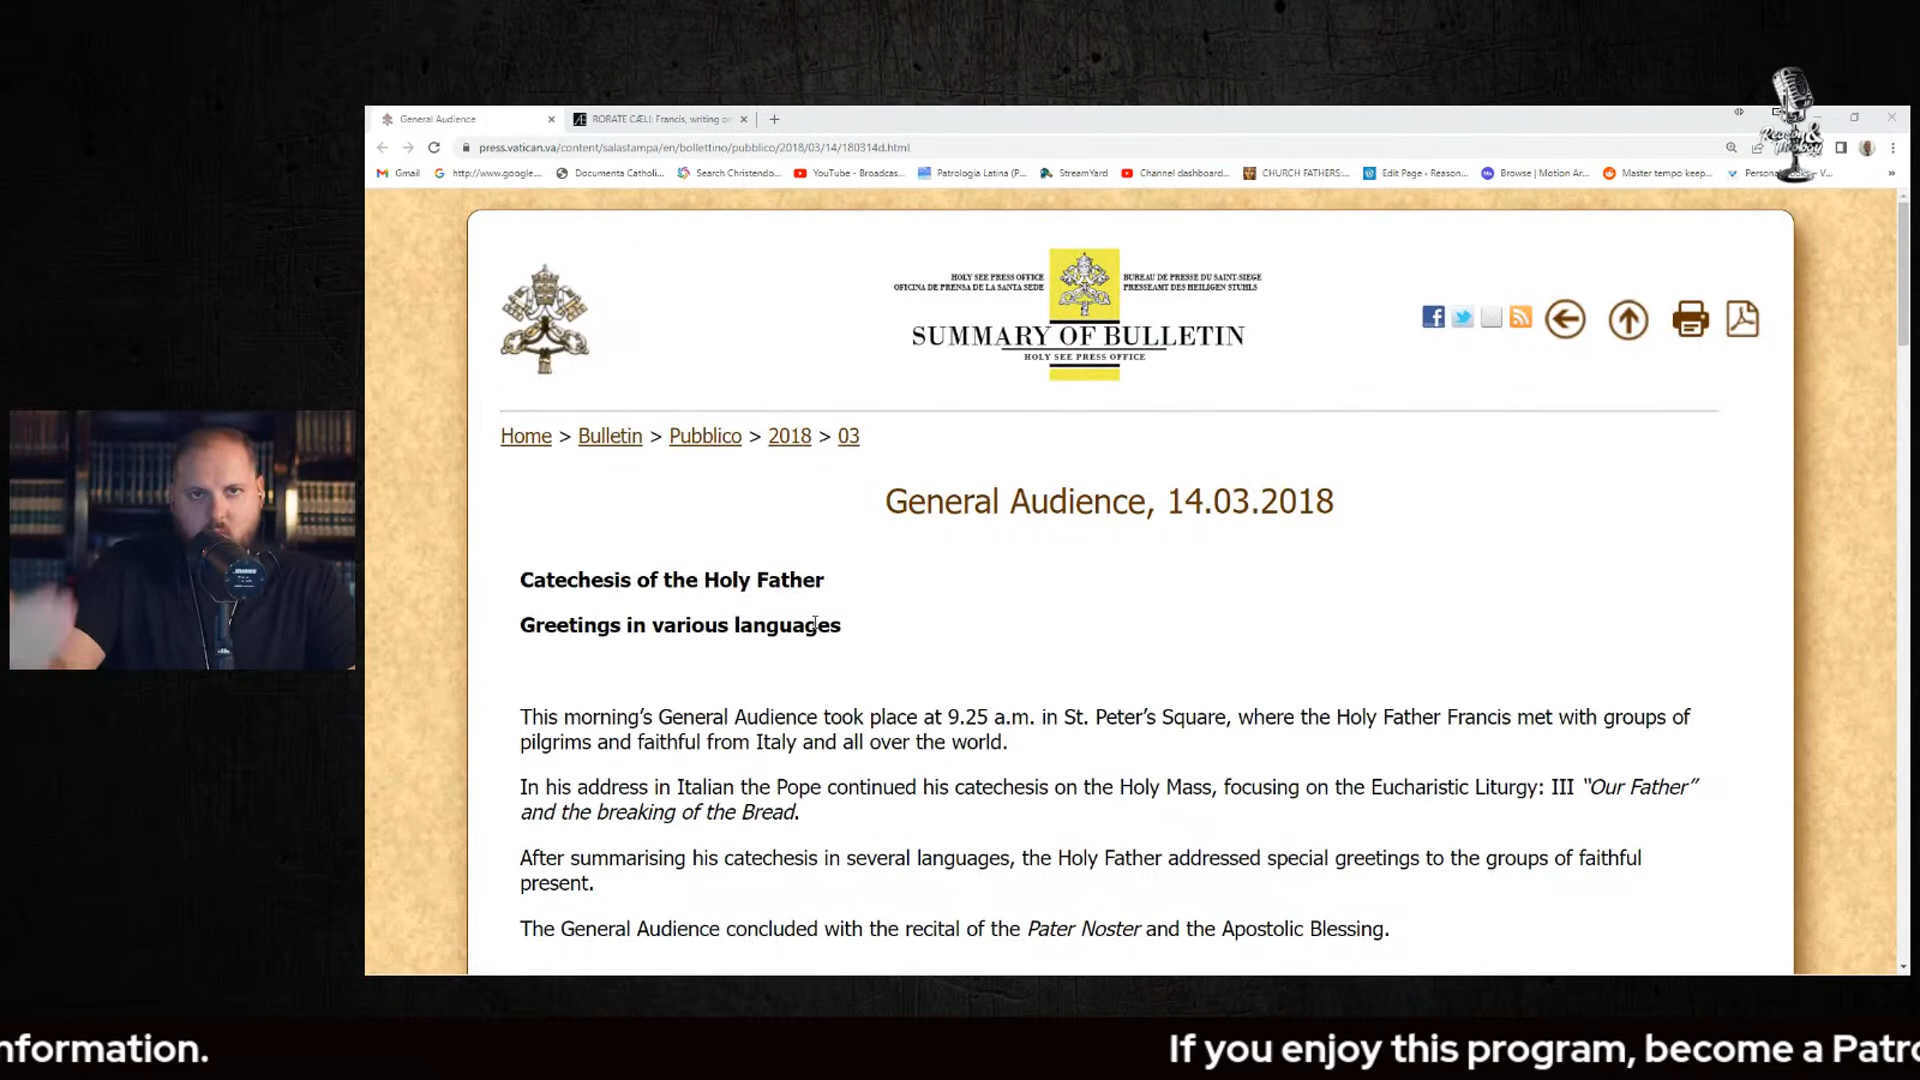 General Audience
RORATE CÆLI: Francis, writing on
press.vatican.va/content/salastampa/en/bollettino/pubblico/2018/03/14/180314d.html
Gmail
http://www.google...
Documenta Catholi...
Search Christendo...
YouTube - Broadcas...
Patrologia Latina (P...
StreamYard
Channel dashboard...
CHURCH FATHERS:...
Edit Page ‹ Reason...
Browse | Motion Ar...
Master tempo keep...
Reason &
Theology
HOLY SEE PRESS OFFICE
OFICINA DE PRENSA DE LA SANTA SEDE
BUREAU DE PRESSE DU SAINT-SIEGE
PRESSEAMT DES HEILIGEN STUHLS
SUMMARY OF BULLETIN
HOLY SEE PRESS OFFICE
Home > Bulletin > Pubblico > 2018 > 03
General Audience, 14.03.2018
Catechesis of the Holy Father
Greetings in various languages
This morning’s General Audience took place at 9.25 a.m. in St. Peter’s Square, where the Holy Father Francis met with groups of
pilgrims and faithful from Italy and all over the world.
In his address in Italian the Pope continued his catechesis on the Holy Mass, focusing on the Eucharistic Liturgy: III “Our Father”
and the breaking of the Bread.
After summarising his catechesis in several languages, the Holy Father addressed special greetings to the groups of faithful
present.
The General Audience concluded with the recital of the Pater Noster and the Apostolic Blessing.
nformation.
If you enjoy this program, become a Patro